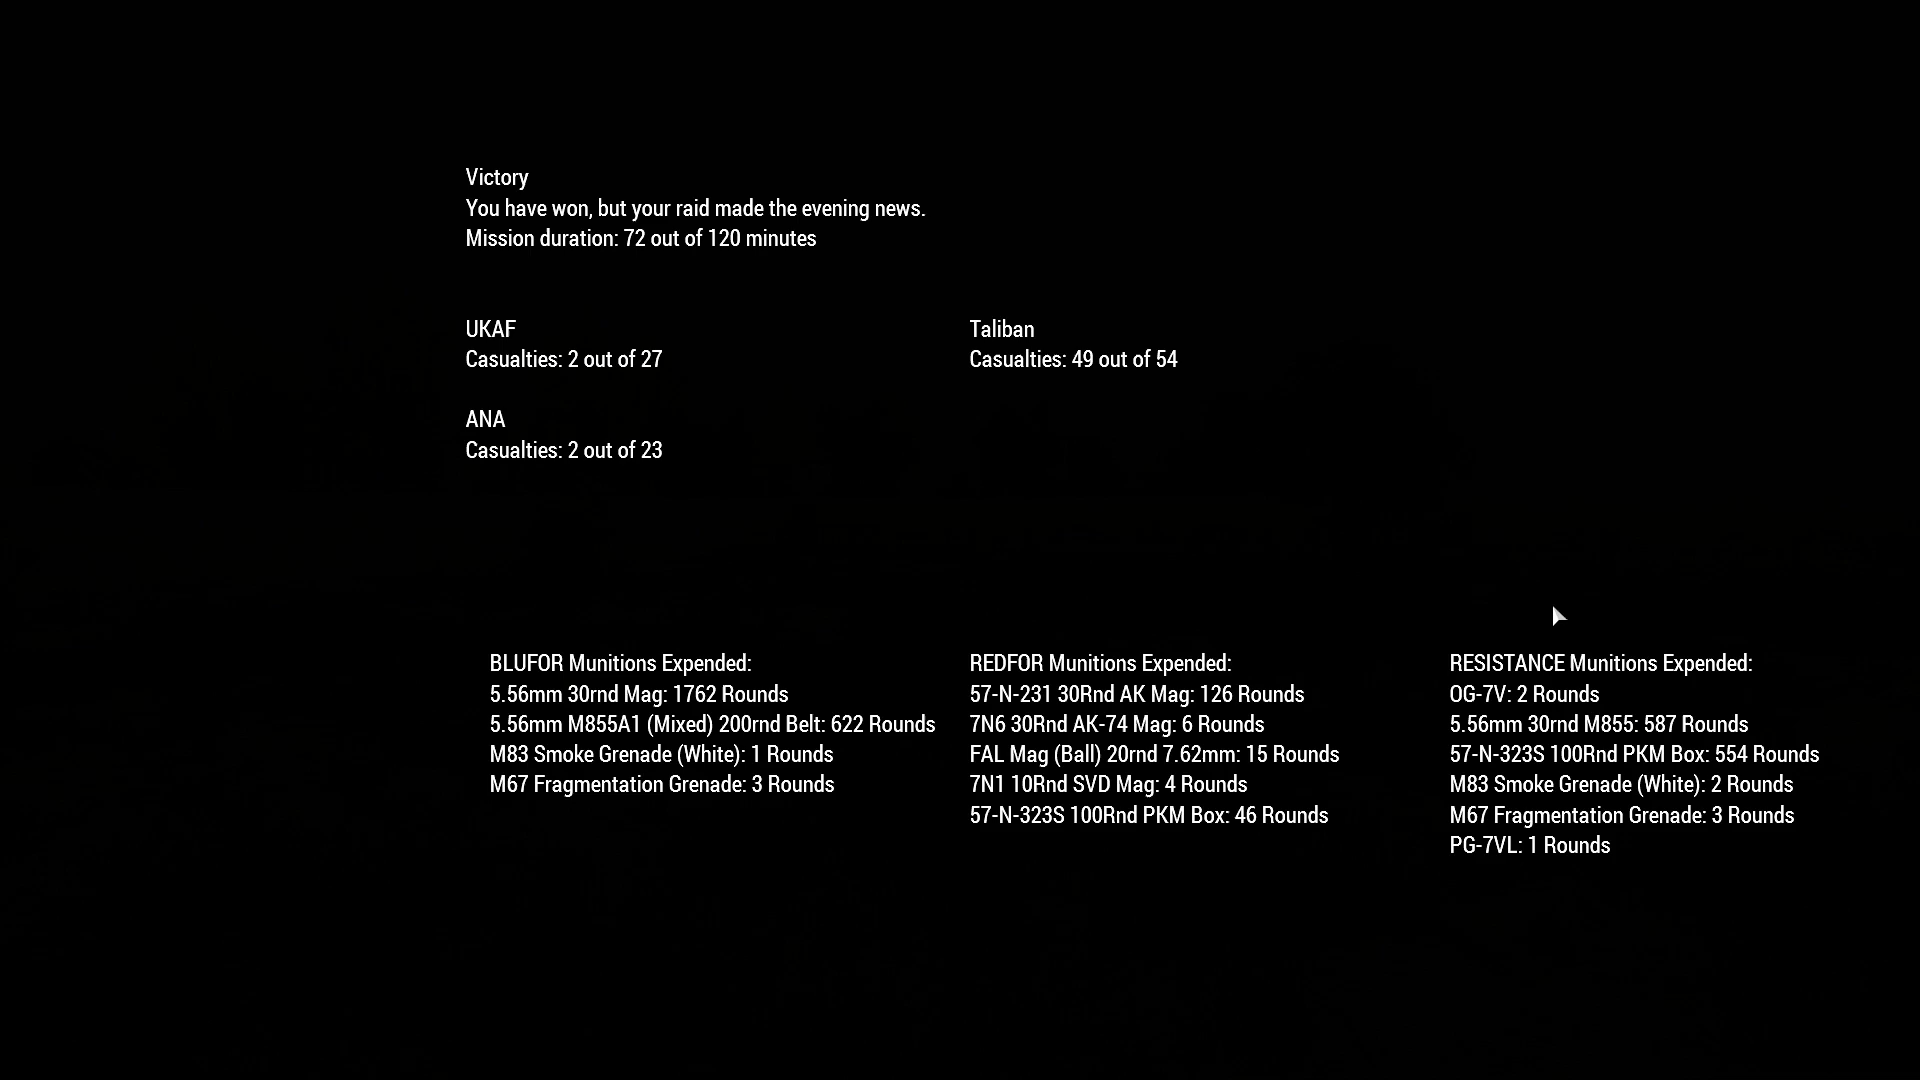 Victory
You have won, but your raid made the evening news.
Mission duration: 72 out of 120 minutes
UKAF
Casualties: 2 out of 27
Taliban
Casualties: 49 out of 54
ANA
Casualties: 2 out of 23
BLUFOR Munitions Expended:
5.56mm 30rnd Mag: 1762 Rounds
5.56mm M855A1 (Mixed) 200rnd Belt: 622 Rounds
M83 Smoke Grenade (White): 1 Rounds
M67 Fragmentation Grenade: 3 Rounds
REDFOR Munitions Expended:
57-N-231 30Rnd AK Mag: 126 Rounds
7N6 30Rnd AK-74 Mag: 6 Rounds
FAL Mag (Ball) 20rnd 7.62mm: 15 Rounds
7N1 10Rnd SVD Mag: 4 Rounds
57-N-323S 100Rnd PKM Box: 46 Rounds
RESISTANCE Munitions Expended:
OG-7V: 2 Rounds
5.56mm 30rnd M855: 587 Rounds
57-N-323S 100Rnd PKM Box: 554 Rounds
M83 Smoke Grenade (White): 2 Rounds
M67 Fragmentation Grenade: 3 Rounds
PG-7VL: 1 Rounds